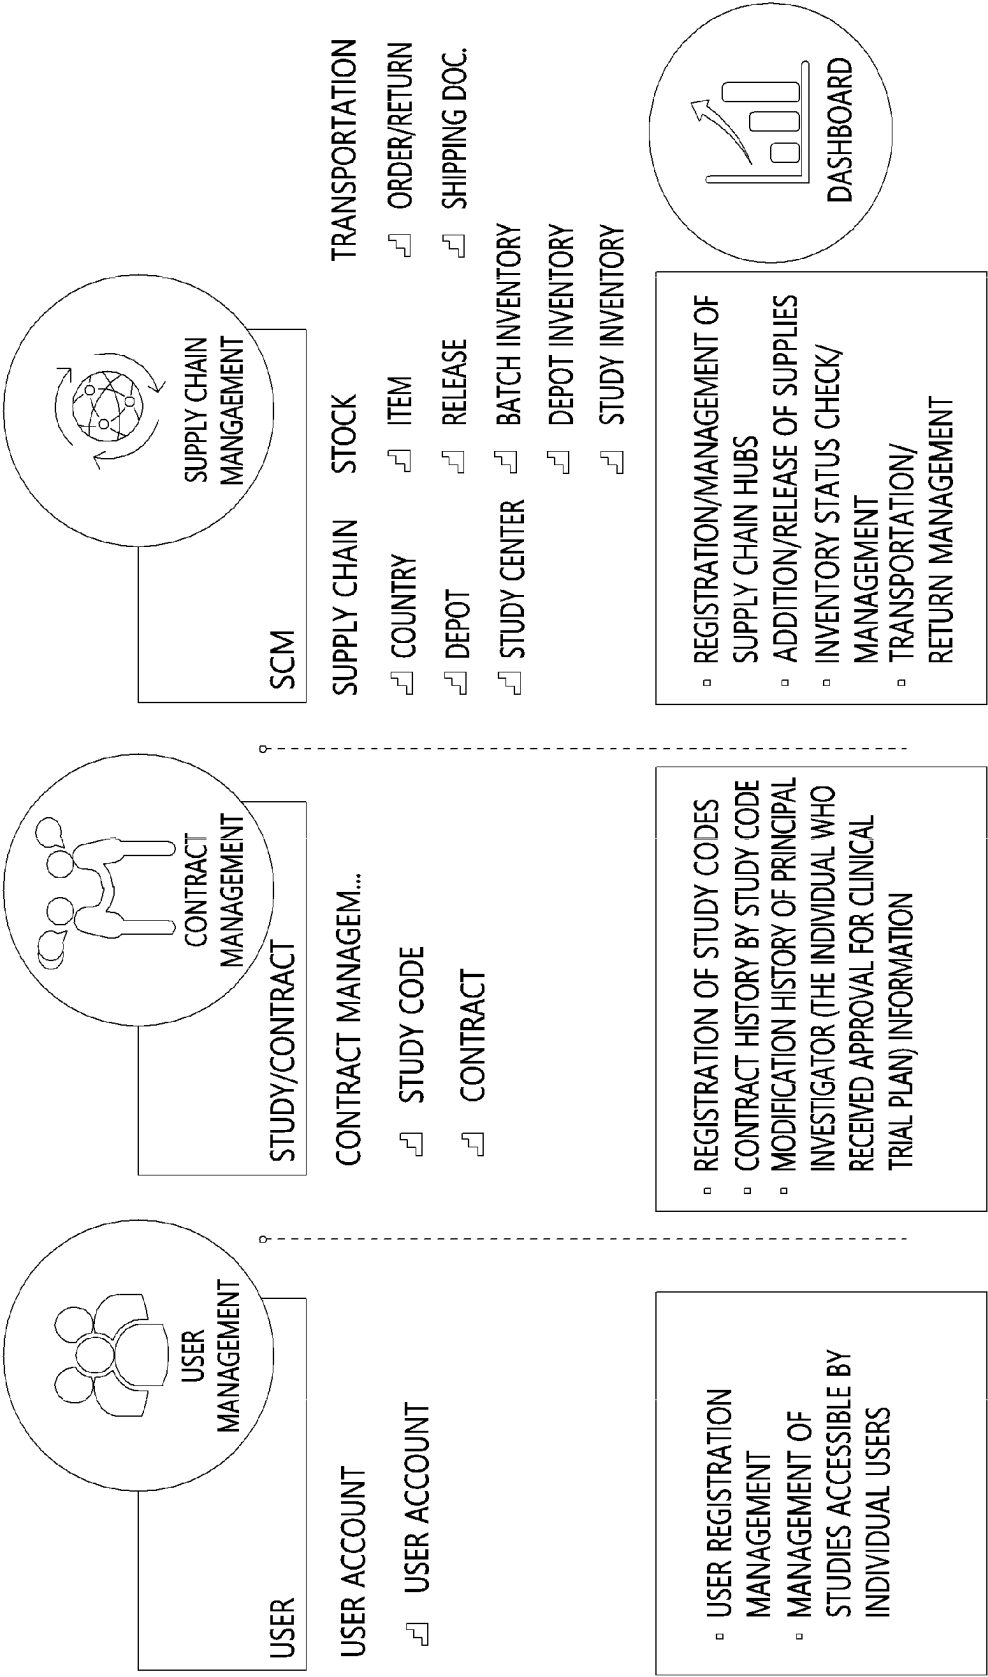 USER
MANAGEMENT
USER
USER ACCOUNT
USER ACCOUNT
USER REGISTRATION
MANAGEMENT
MANAGEMENT OF
STUDIES ACCESSIBLE BY
INDIVIDUAL USERS
CONTRACT
MANAGEMENT
STUDY/CONTRACT
CONTRACT MANAGEM...
STUDY CODE
CONTRACT
REGISTRATION OF STUDY CODES
CONTRACT HISTORY BY STUDY CODE
MODIFICATION HISTORY OF PRINCIPAL
INVESTIGATOR (THE INDIVIDUAL WHO
RECEIVED APPROVAL FOR CLINICAL
TRIAL PLAN) INFORMATION
SUPPLY CHAIN
MANGAEMENT
SCM
SUPPLY CHAIN
COUNTRY
DEPOT
STUDY CENTER
STOCK
ITEM
RELEASE
BATCH INVENTORY
DEPOT INVENTORY
STUDY INVENTORY
TRANSPORTATION
ORDER/RETURN
SHIPPING DOC.
REGISTRATION/MANAGEMENT OF
SUPPLY CHAIN HUBS
ADDITION/RELEASE OF SUPPLIES
INVENTORY STATUS CHECK/
MANAGEMENT
TRANSPORTATION/
RETURN MANAGEMENT
DASHBOARD